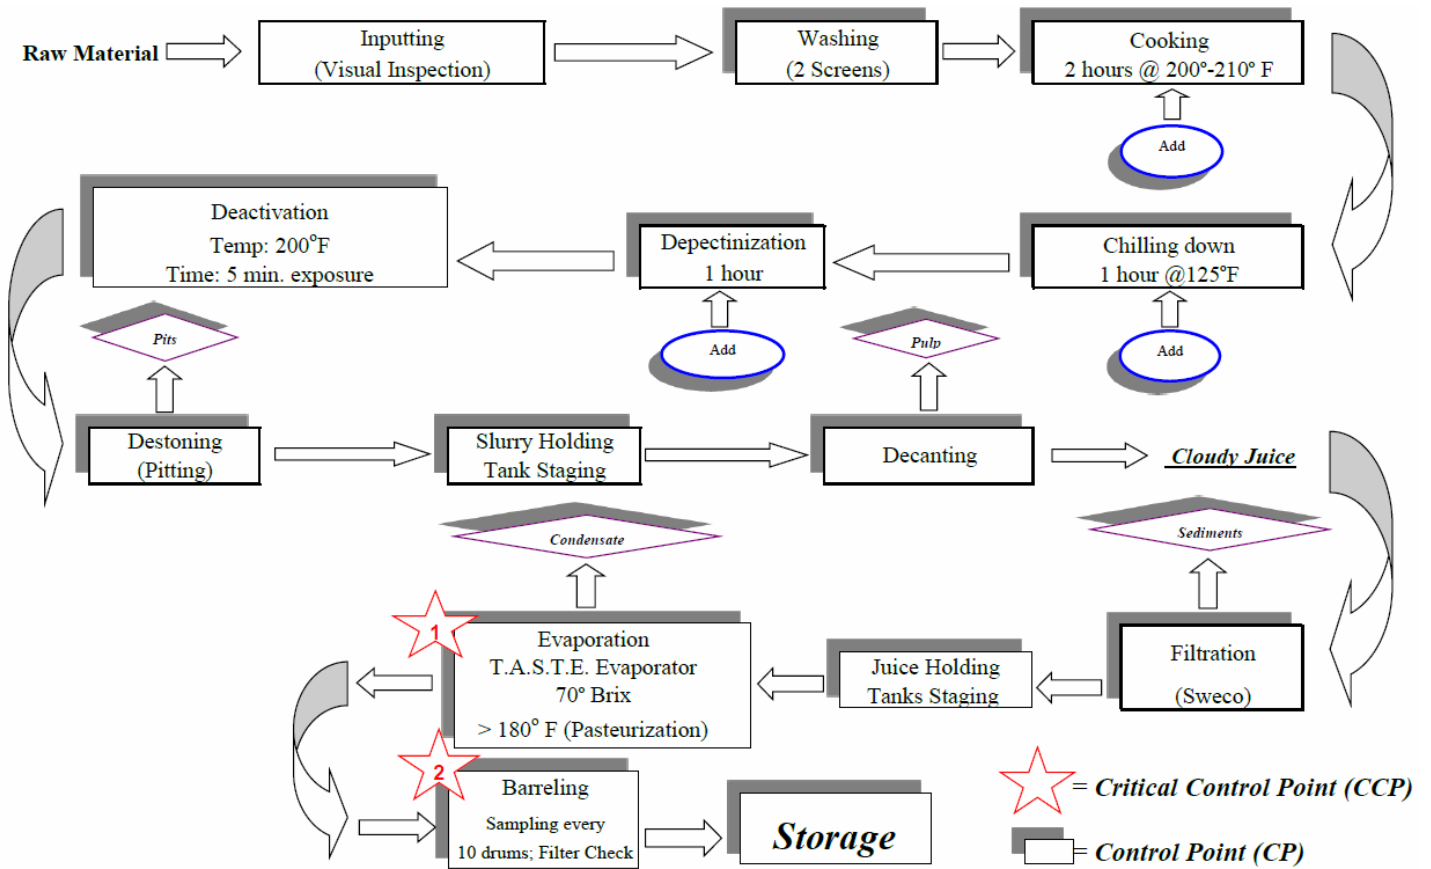 Raw Material
Inputting
(Visual Inspection)
Washing
(2 Screens)
Cooking
2 hours @ 200º-210º F
Add
Deactivation
Temp: 200°F
Time: 5 min. exposure
Depectinization
1 hour
Chilling down
1 hour @125°F
Pits
Add
Pulp
Add
Destoning
(Pitting)
Slurry Holding
Tank Staging
Decanting
Cloudy Juice
Condensate
Sediments
1
Evaporation
T.A.S.T.E. Evaporator
70º Brix
> 180° F (Pasteurization)
Juice Holding
Tanks Staging
Filtration
(Sweco)
2
Barreling
Sampling every
10 drums; Filter Check
Storage
= Critical Control Point (CCP)
= Control Point (CP)